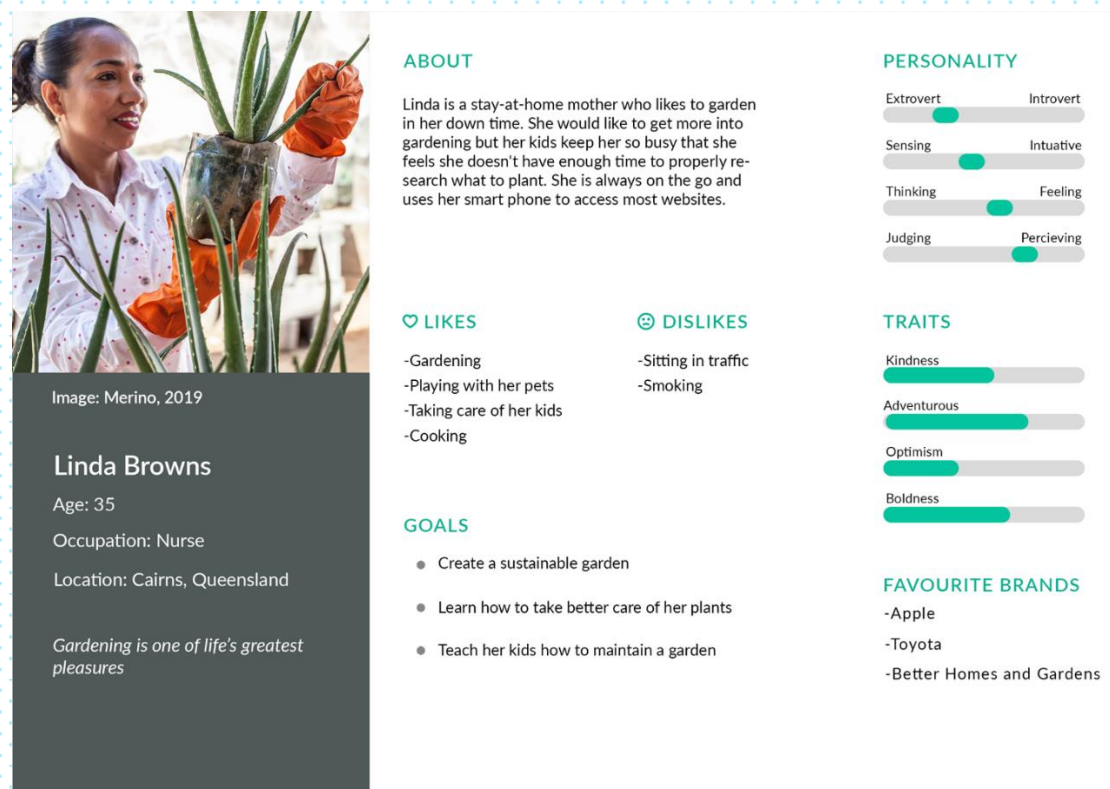 Image: Merino, 2019
Linda Browns
Age: 35
Occupation: Nurse
Location: Cairns, Queensland
Gardening is one of life's greatest
pleasures
ABOUT
Linda is a stay-at-home mother who likes to garden
in her down time. She would like to get more into
gardening but her kids keep her so busy that she
feels she doesn't have enough time to properly re-
search what to plant. She is always on the go and
uses her smart phone to access most websites.
LIKES
-Gardening
-Playing with her pets
-Taking care of her kids
-Cooking
DISLIKES
-Sitting in traffic
-Smoking
GOALS
Create a sustainable garden
Learn how to take better care of her plants
Teach her kids how to maintain a garden
PERSONALITY
Extrovert Introvert
Sensing Intuative
Thinking Feeling
Judging Percieving
TRAITS
Kindness
Adventurous
Optimism
Boldness
FAVOURITE BRANDS
-Apple
-Toyota
-Better Homes and Gardens